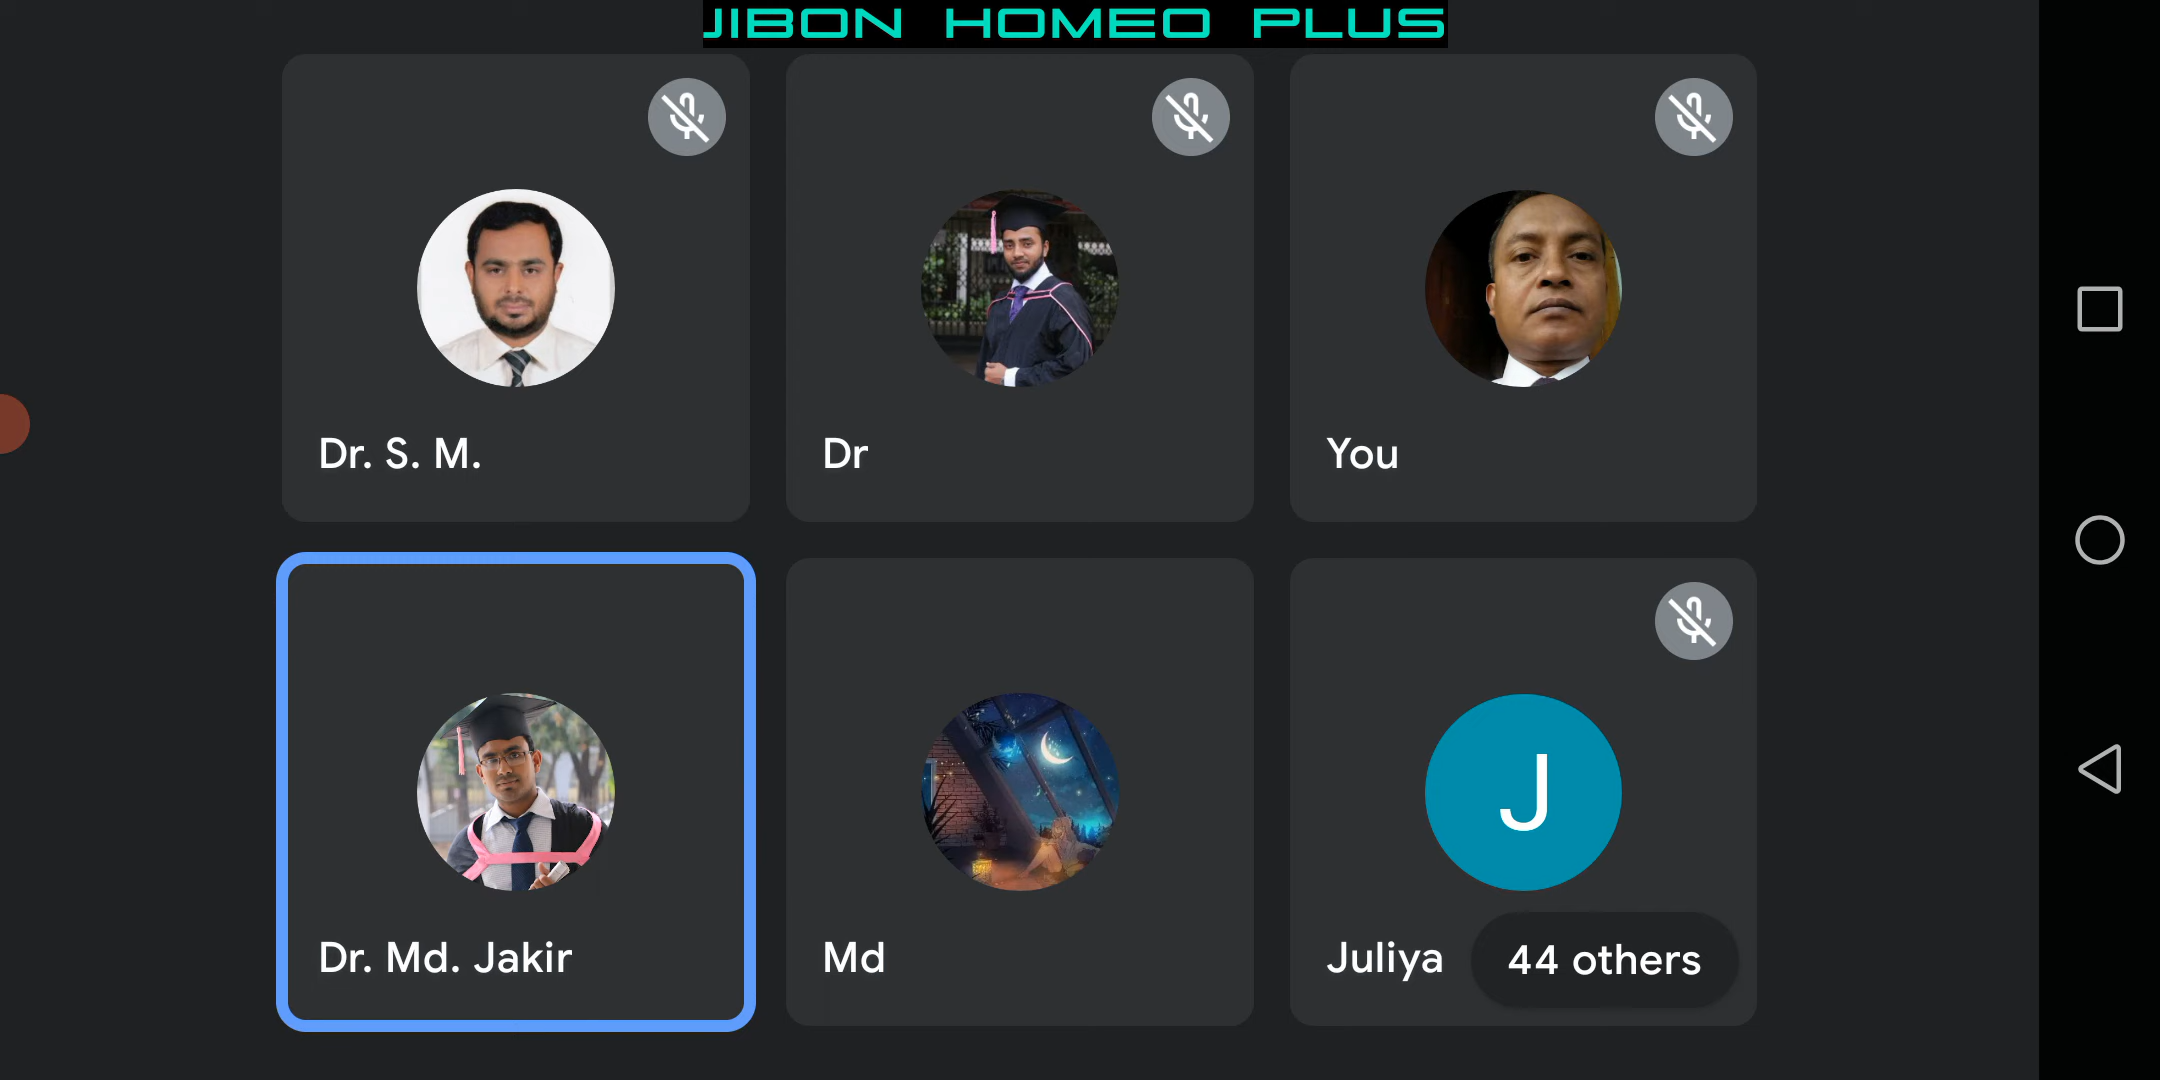 JIBON HOMEO PLUS
Dr. S. M.
Dr
You
Dr. Md. Jakir
Md
J
Juliya
44 others